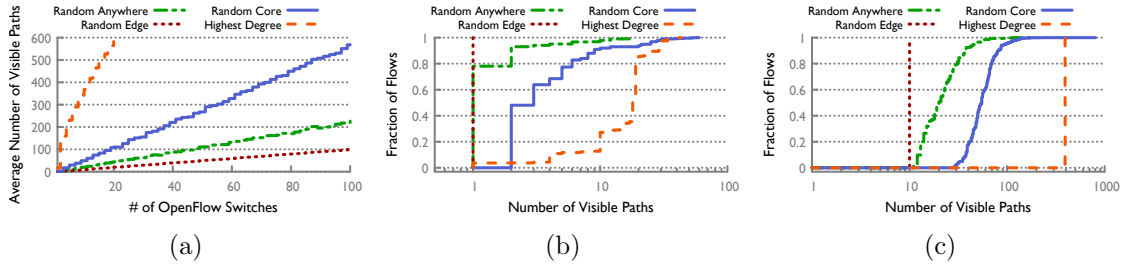 Random Anywhere
Random Edge
Random Core
Highest Degree
Average Number of Visible Paths
600
500
400
300
200
100
0
20
40
60
80
100
# of OpenFlow Switches
(a)
Random Anywhere
Random Edge
Random Core
Highest Degree
Fraction of Flows
1
0.8
0.6
0.4
0.2
0
1
10
100
Number of Visible Paths
(b)
Random Anywhere
Random Edge
Random Core
Highest Degree
Fraction of Flows
1
0.8
0.6
0.4
0.2
0
1
10
100
1000
Number of Visible Paths
(c)